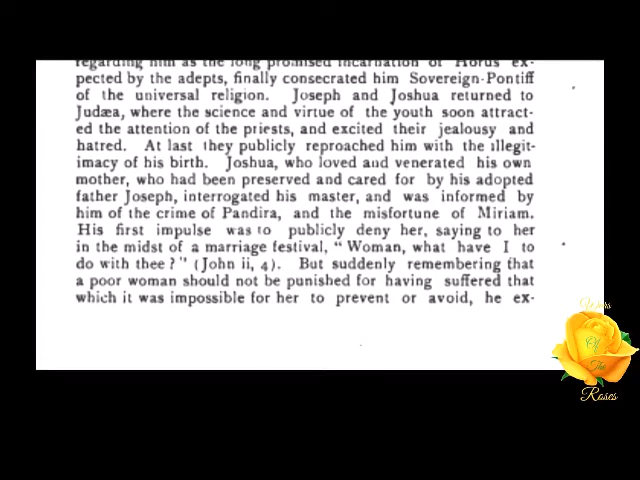 regarding him as the long promised incarnation of Horus ex-
pected by the adepts, finally consecrated him Sovereign-Pontiff
of the universal religion. Joseph and Joshua returned to
Judæa, where the science and virtue of the youth soon attract-
ed the attention of the priests, and excited their jealousy and
hatred. At last they publicly reproached him with the illegit-
imacy of his birth. Joshua, who loved and venerated his own
mother, who had been preserved and cared for by his adopted
father Joseph, interrogated his master, and was informed by
him of the crime of Pandira, and the misfortune of Miriam.
His first impulse was to publicly deny her, saying to her
in the midst of a marriage festival, "Woman, what have I to
do with thee?" (John ii, 4). But suddenly remembering that
a poor woman should not be punished for having suffered that
which it was impossible for her to prevent or avoid, he ex-
Of
The
Roses